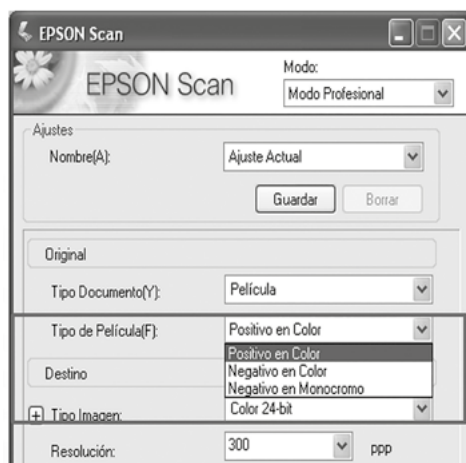 EPSON Scan
EPSON Scan
Modo:
Modo Profesional
Ajustes
Nombre(A): Ajuste Actual
Guardar Borrar
Original
Tipo Documento(Y): Película
Tipo de Película(F): Positivo en Color
Positivo en Color
Destino Negativo en Color
Negativo en Monocromo
Tipo Imagen: Color 24-bit
Resolución: 300 ppp